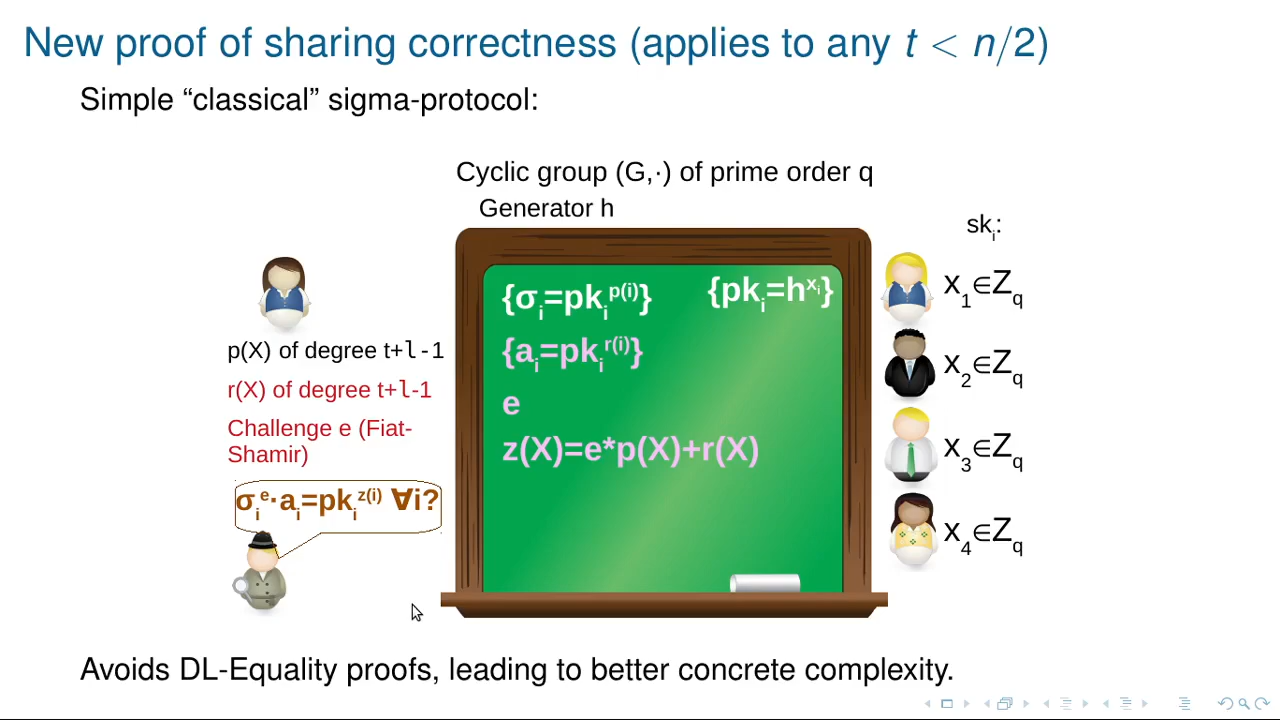 New proof of sharing correctness (applies to any t < n/2)
Simple “classical” sigma-protocol:
Cyclic group (G,·) of prime order q
Generator h
sk_i:
{σ_i=pk_i^p(i)} {pk_i=h^x_i}
{a_i=pk_i^r(i)}
e
z(X)=e*p(X)+r(X)
p(X) of degree t+l-1
r(X) of degree t+l-1
Challenge e (Fiat-
Shamir)
σ_i^e·a_i=pk_i^z(i) ∀i?
x_1∈Z_q
x_2∈Z_q
x_3∈Z_q
x_4∈Z_q
Avoids DL-Equality proofs, leading to better concrete complexity.